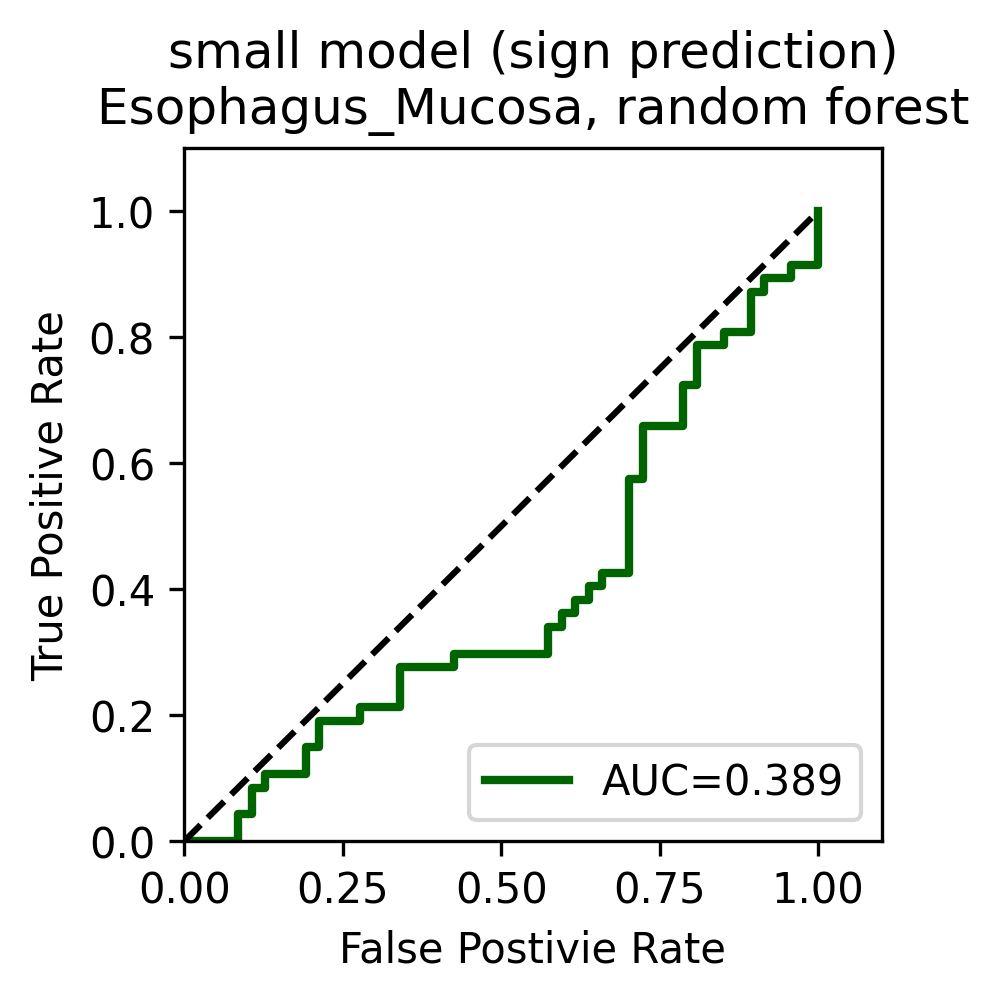 small model (sign prediction)
Esophagus_Mucosa, random forest
1.0
0.8
0.6
0.4
0.2
0.0
True Positive Rate
AUC=0.389
0.00 0.25 0.50 0.75 1.00
False Postivie Rate